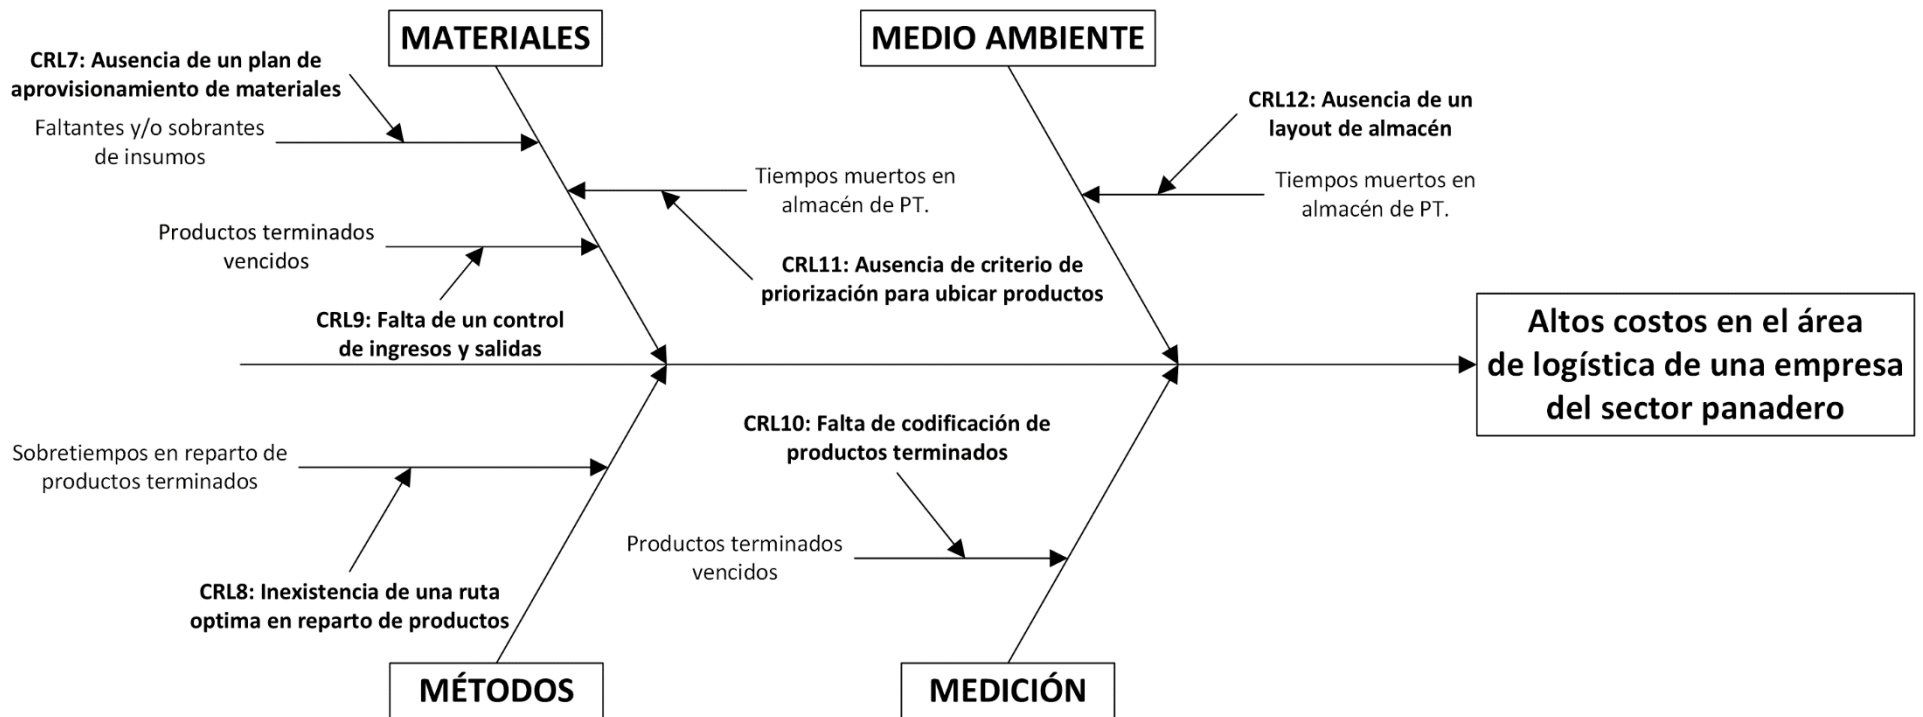 MATERIALES
MEDIO AMBIENTE
CRL7: Ausencia de un plan de
aprovisionamiento de materiales
Faltantes y/o sobrantes
de insumos
CRL12: Ausencia de un
layout de almacén
Tiempos muertos en
almacén de PT.
Tiempos muertos en
almacén de PT.
Productos terminados
vencidos
CRL11: Ausencia de criterio de
priorización para ubicar productos
CRL9: Falta de un control
de ingresos y salidas
Altos costos en el área
de logística de una empresa
del sector panadero
Sobretiempos en reparto de
productos terminados
CRL10: Falta de codificación de
productos terminados
Productos terminados
vencidos
CRL8: Inexistencia de una ruta
optima en reparto de productos
MÉTODOS
MEDICIÓN